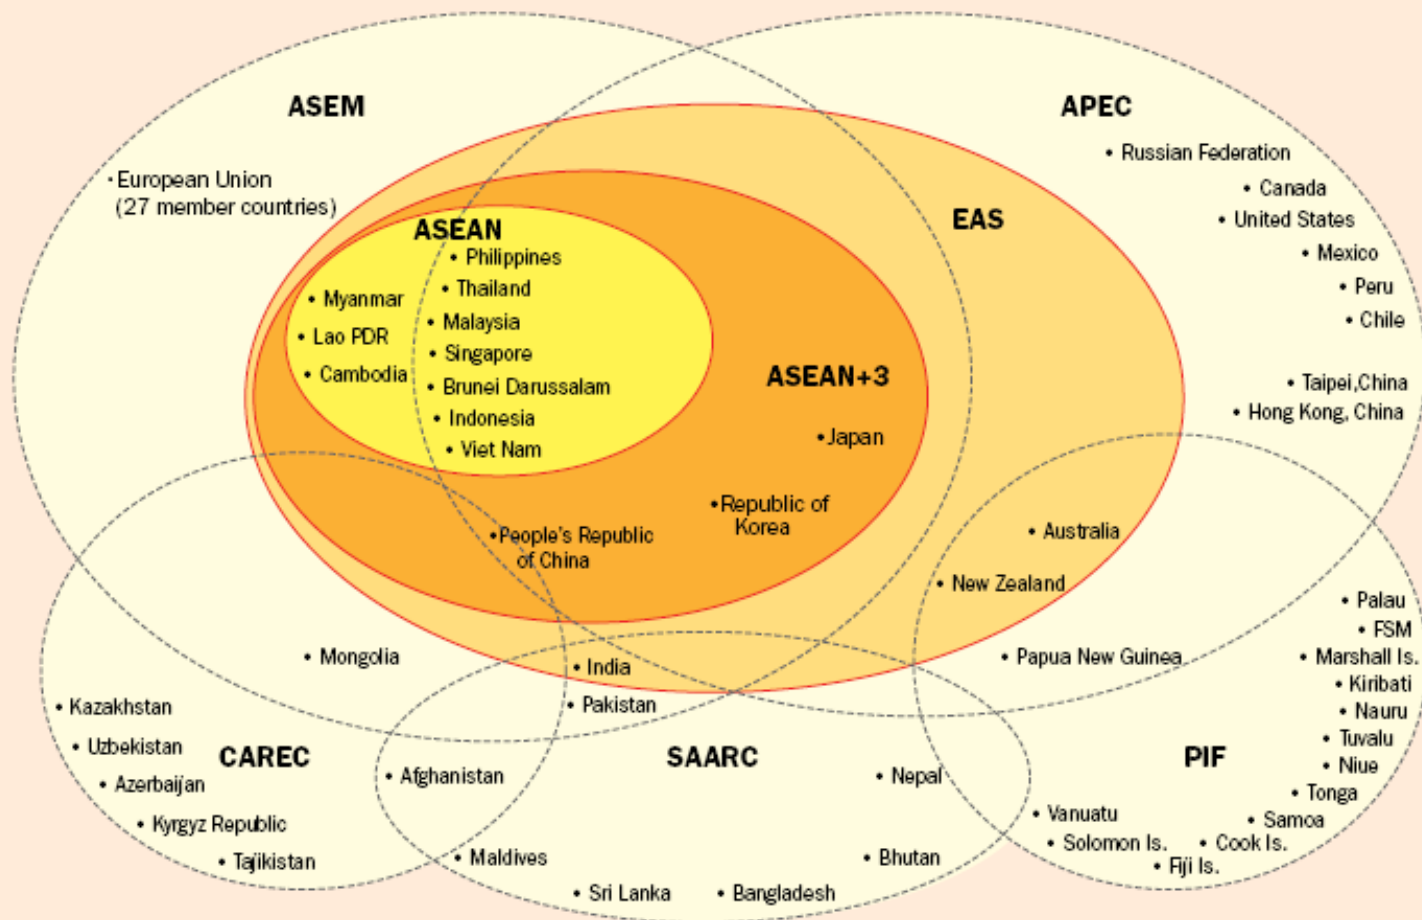 ASEM
APEC
• Russian Federation
• Canada
• United States
• Mexico
• Peru
• Chile
• Taipei,China
• Hong Kong, China
• European Union
(27 member countries)
EAS
ASEAN
• Philippines
• Thailand
• Malaysia
• Singapore
• Brunei Darussalam
• Indonesia
• Viet Nam
• Myanmar
• Lao PDR
• Cambodia
ASEAN+3
• Japan
• Republic of
Korea
• People's Republic
of China
• Australia
• New Zealand
• Papua New Guinea
• Mongolia
• India
• Pakistan
• Kazakhstan
• Uzbekistan
• Azerbaijan
• Kyrgyz Republic
• Tajikistan
CAREC
• Afghanistan
SAARC
• Nepal
• Maldives
• Bhutan
• Sri Lanka
• Bangladesh
PIF
• Palau
• FSM
• Marshall Is.
• Kiribati
• Nauru
• Tuvalu
• Niue
• Tonga
• Samoa
• Vanuatu
• Solomon Is.
• Cook Is.
• Fiji Is.